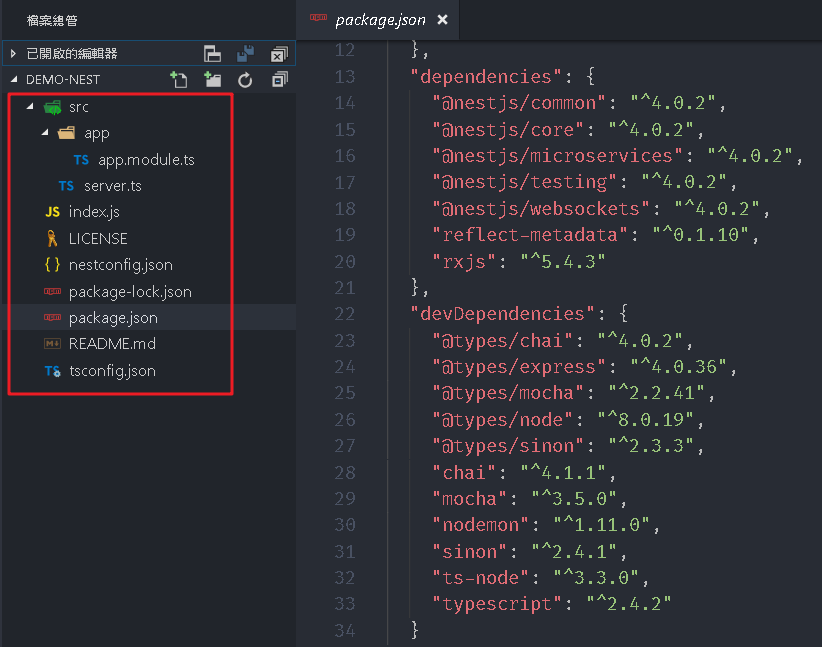 檔案總管
已開啟的編輯器
DEMO-NEST
src
app
TS app.module.ts
TS server.ts
JS index.js
LICENSE
{} nestconfig.json
package-lock.json
package.json
M↓ README.md
TS tsconfig.json
package.json
12 },
13 "dependencies": {
14 "@nestjs/common": "^4.0.2",
15 "@nestjs/core": "^4.0.2",
16 "@nestjs/microservices": "^4.0.2",
17 "@nestjs/testing": "^4.0.2",
18 "@nestjs/websockets": "^4.0.2",
19 "reflect-metadata": "^0.1.10",
20 "rxjs": "^5.4.3"
21 },
22 "devDependencies": {
23 "@types/chai": "^4.0.2",
24 "@types/express": "^4.0.36",
25 "@types/mocha": "^2.2.41",
26 "@types/node": "^8.0.19",
27 "@types/sinon": "^2.3.3",
28 "chai": "^4.1.1",
29 "mocha": "^3.5.0",
30 "nodemon": "^1.11.0",
31 "sinon": "^2.4.1",
32 "ts-node": "^3.3.0",
33 "typescript": "^2.4.2"
34 }